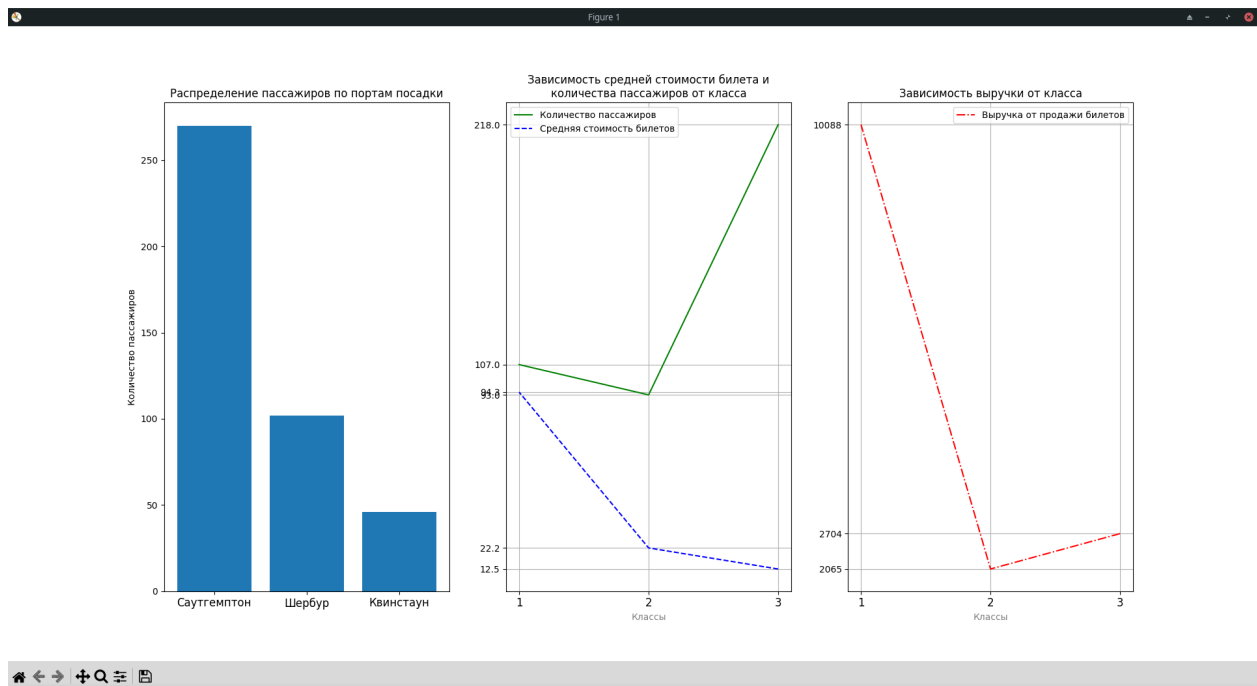 Figure 1
Распределение пассажиров по портам посадки
Количество пассажиров
250
200
150
100
50
0
Саутгемптон Шербур Квинстаун
Зависимость средней стоимости билета и
количества пассажиров от класса
Количество пассажиров
Средняя стоимость билетов
218.0
107.0
94.3
93.0
22.2
12.5
1 2 3
Классы
Зависимость выручки от класса
Выручка от продажи билетов
10088
2704
2065
1 2 3
Классы